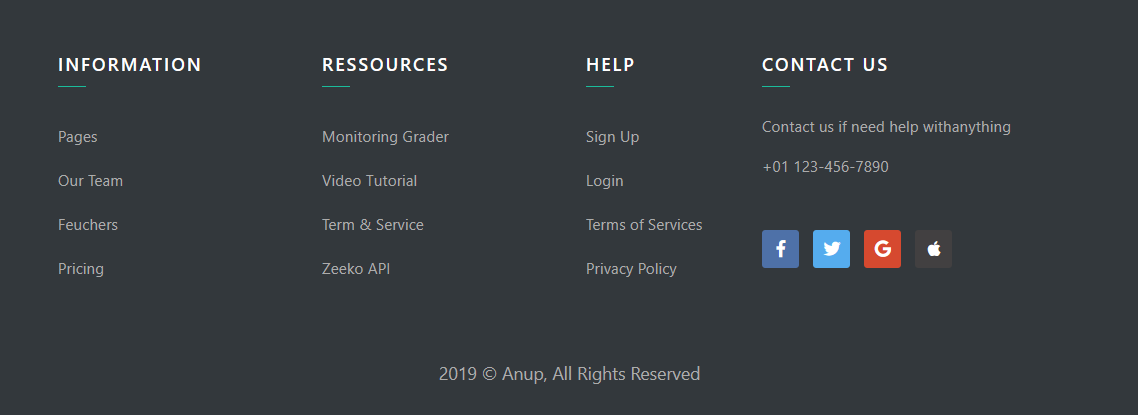 INFORMATION
Pages
Our Team
Feuchers
Pricing
RESSOURCES
Monitoring Grader
Video Tutorial
Term & Service
Zeeko API
HELP
Sign Up
Login
Terms of Services
Privacy Policy
CONTACT US
Contact us if need help withanything
+01 123-456-7890
2019 © Anup, All Rights Reserved